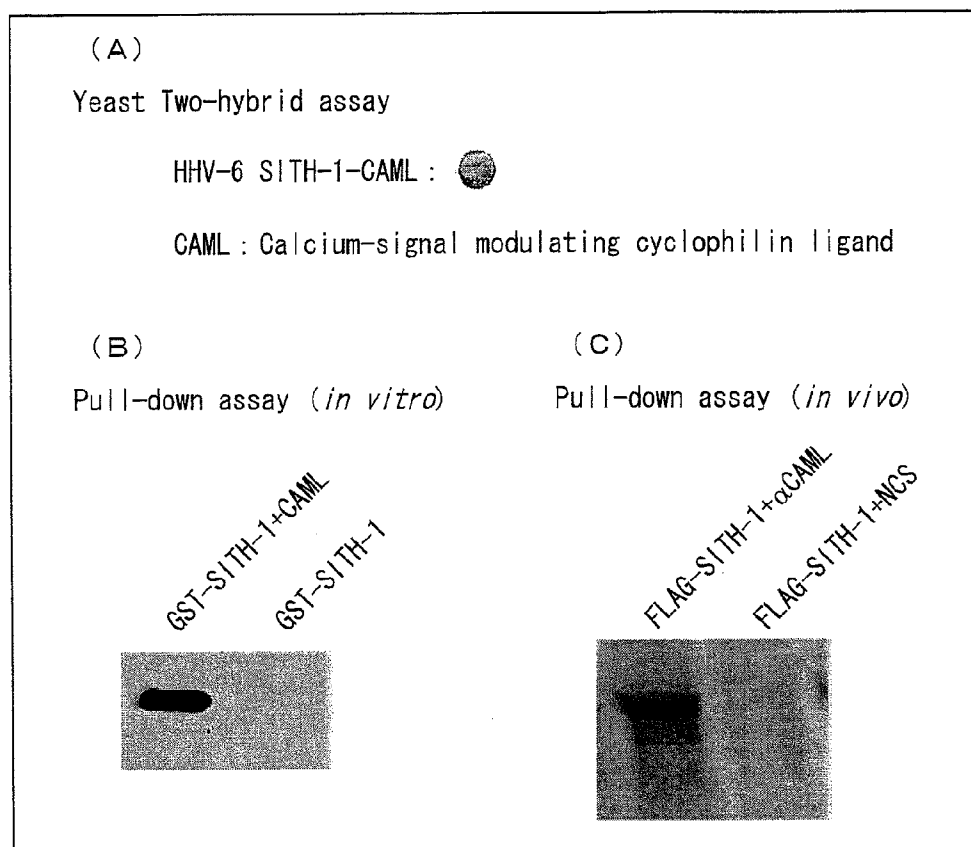 (A)
Yeast Two-hybrid assay
HHV-6 SITH-1-CAML :
CAML : Calcium-signal modulating cyclophilin ligand
(B)
Pull-down assay (in vitro)
GST-SITH-1+CAML
GST-SITH-1
(C)
Pull-down assay (in vivo)
FLAG-SITH-1+αCAML
FLAG-SITH-1+NCS